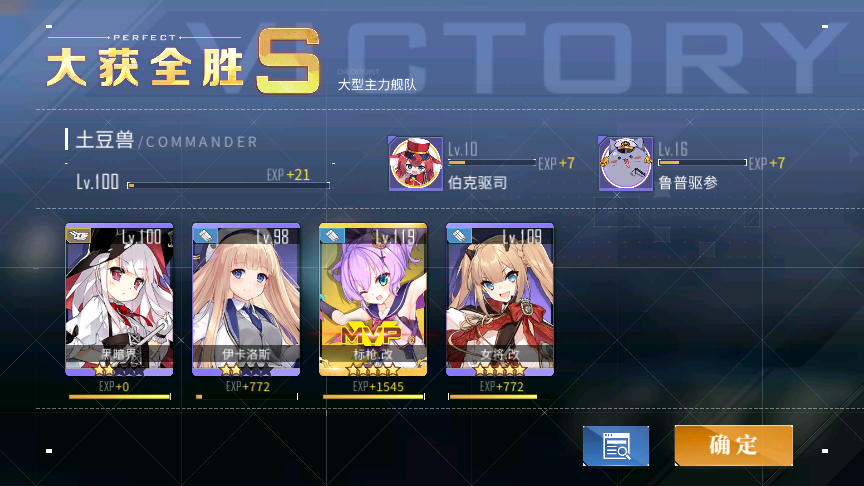 VICTORY
PERFECT
大获全胜 S
大型主力舰队
土豆兽/COMMANDER
Lv.100
EXP+21
Lv.10
EXP+7
伯克驱司
Lv.16
EXP+7
鲁普驱参
Lv.100
Lv.98
Lv.119
Lv.109
MVP
黑暗界
伊卡洛斯
标枪.改
女将.改
EXP+0
EXP+772
EXP+1545
EXP+772
确定